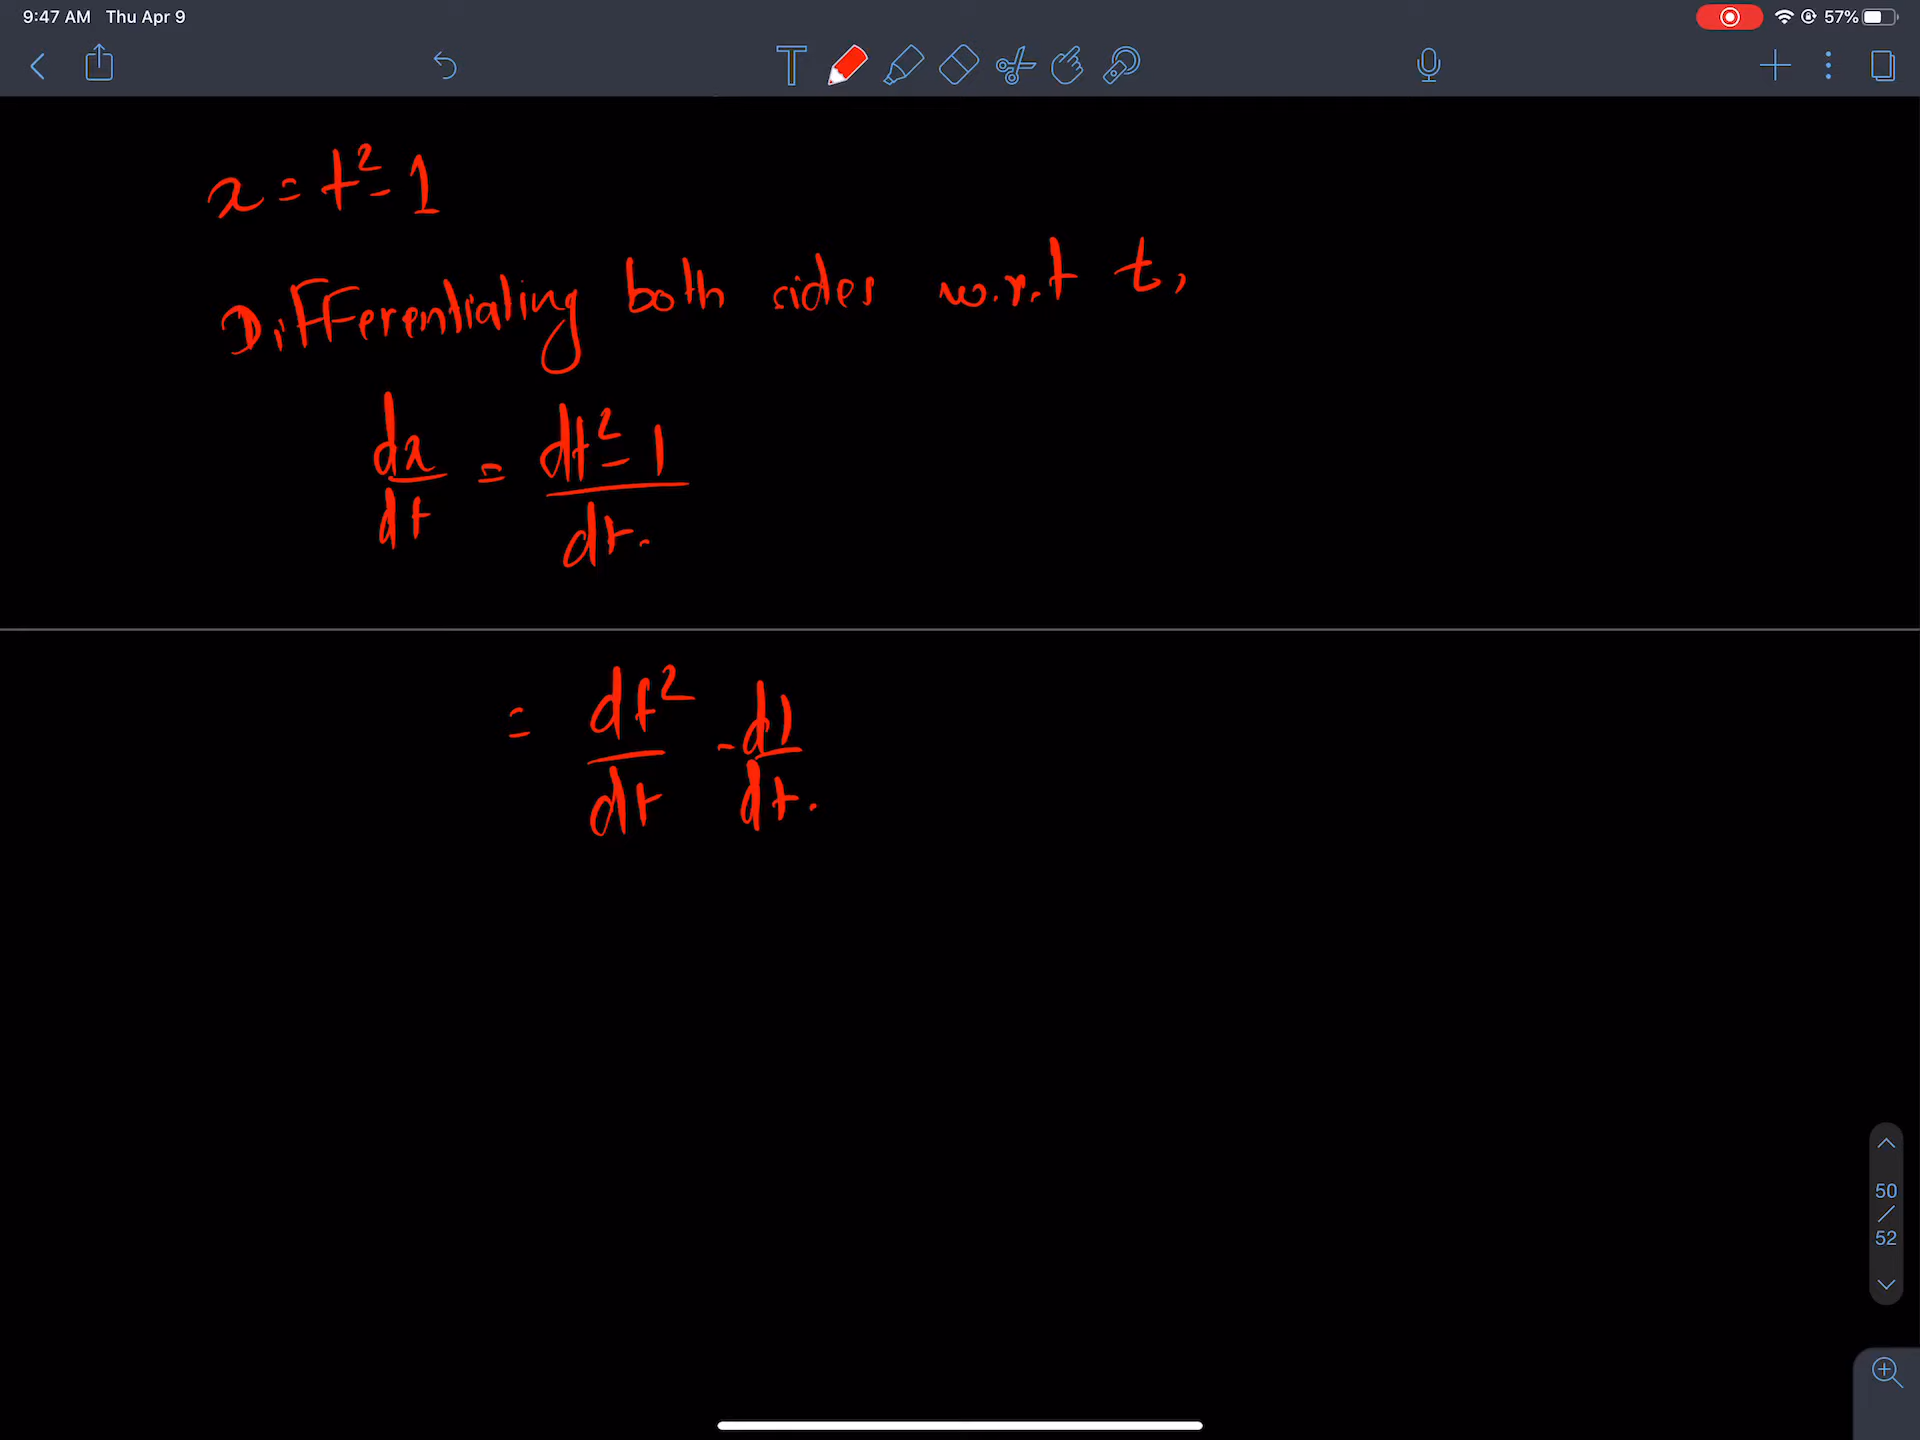 9:47 AM Thu Apr 9
57%
x = t² - 1
Differentiating both sides w.r.t t,
dx/dt = dt² - 1/dt.
= dt²/dt - d1/dt.
50
/
52